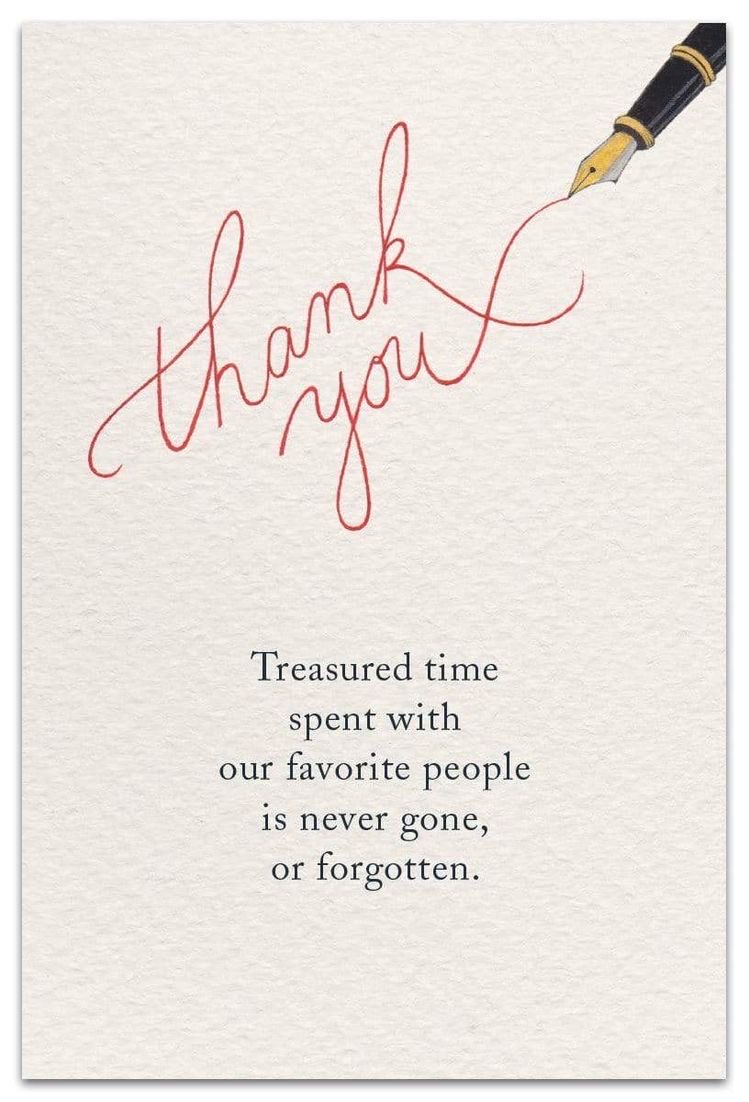 thank
you
Treasured time
spent with
our favorite people
is never gone,
or forgotten.